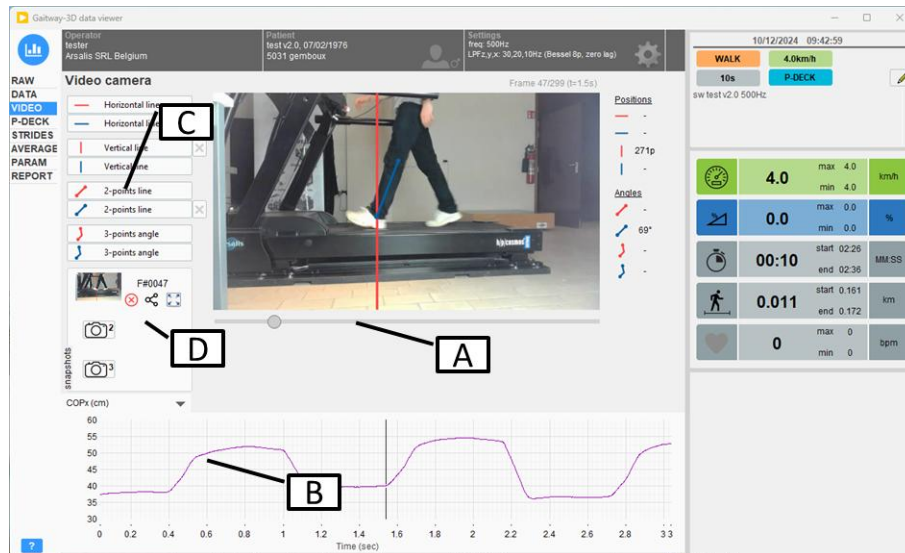 Gaitway-3D data viewer
Operator
tester
Arsalis SRL Belgium
Patient
test v2.0, 07/02/1976
5031 gemboux
Settings
freq: 500Hz
LPFz,y,x: 30,20,10Hz (Bessel 8p, zero lag)
RAW
DATA
VIDEO
P-DECK
STRIDES
AVERAGE
PARAM
REPORT
Video camera
Frame 47/299 (t=1.5s)
Horizontal line
Horizontal line
Vertical line
Vertical line
2-points line
2-points line
3-points angle
3-points angle
C
Positions
-
-
271p
-
Angles
-
69°
-
-
h/p/cosmos
F#0047
2
3
snapshots
D
A
COPx (cm)
60
55
50
45
40
35
30
B
0 0.2 0.4 0.6 0.8 1 1.2 1.4 1.6 1.8 2 2.2 2.4 2.6 2.8 3 3.3
Time (sec)
?
10/12/2024 09:42:59
WALK 4.0km/h
10s P-DECK
sw test v2.0 500Hz
4.0 max 4.0 min 4.0 km/h
0.0 max 0.0 min 0.0 %
00:10 start 02:26 end 02:36 MM:SS
0.011 start 0.161 end 0.172 km
0 max 0 min 0 bpm